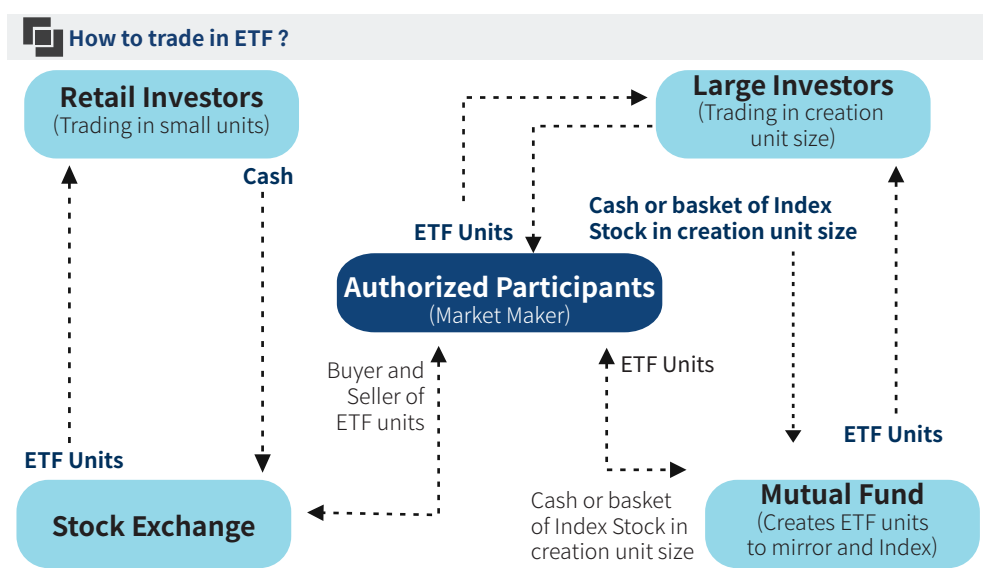 How to trade in ETF ?
Retail Investors
(Trading in small units)
Large Investors
(Trading in creation
unit size)
Cash
Cash or basket of Index
Stock in creation unit size
ETF Units
Authorized Participants
(Market Maker)
Buyer and
Seller of
ETF units
ETF Units
ETF Units
ETF Units
Cash or basket
of Index Stock in
creation unit size
Stock Exchange
Mutual Fund
(Creates ETF units
to mirror and Index)